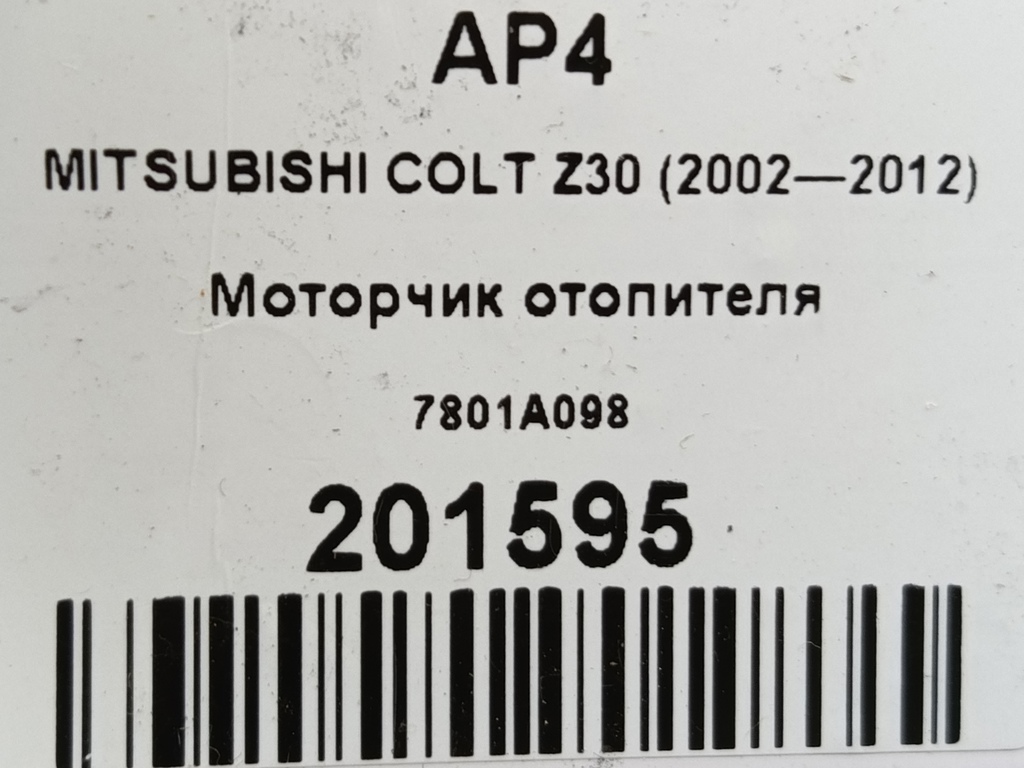 AP4
MITSUBISHI COLT Z30 (2002—2012)
Моторчик отопителя
7801A098
201595